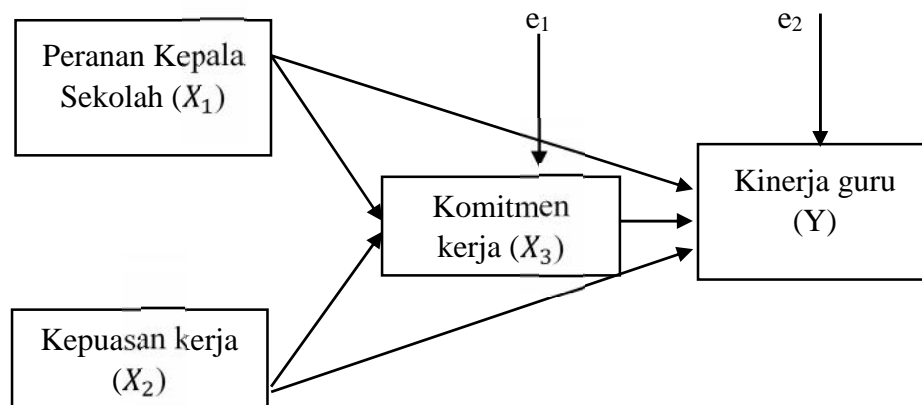 e₁
e₂
Peranan Kepala
Sekolah (X₁)
Kinerja guru
(Y)
Komitmen
kerja (X₃)
Kepuasan kerja
(X₂)